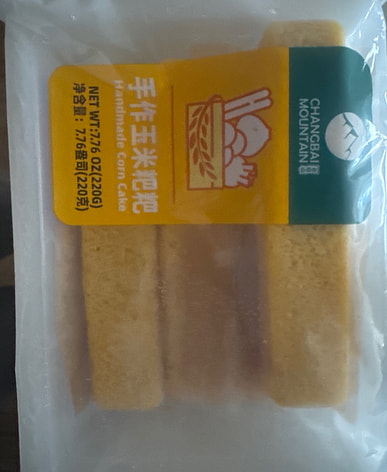 CHANGBAI
MOUNTAIN
手作玉米粑粑
Handmade Corn Cake
NET WT:7.76 OZ(220G)
净含量：7.76盎司(220克)